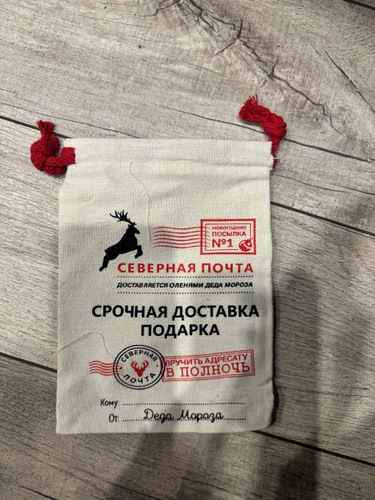 НОВОГОДНЯЯ
ПОСЫЛКА
№1
СЕВЕРНАЯ ПОЧТА
ДОСТАВЛЯЕТСЯ ОЛЕНЯМИ ДЕДА МОРОЗА
СРОЧНАЯ ДОСТАВКА
ПОДАРКА
СЕВЕРНАЯ
ПОЧТА
ВРУЧИТЬ АДРЕСАТУ
В ПОЛНОЧЬ
Кому
От Деда Мороза